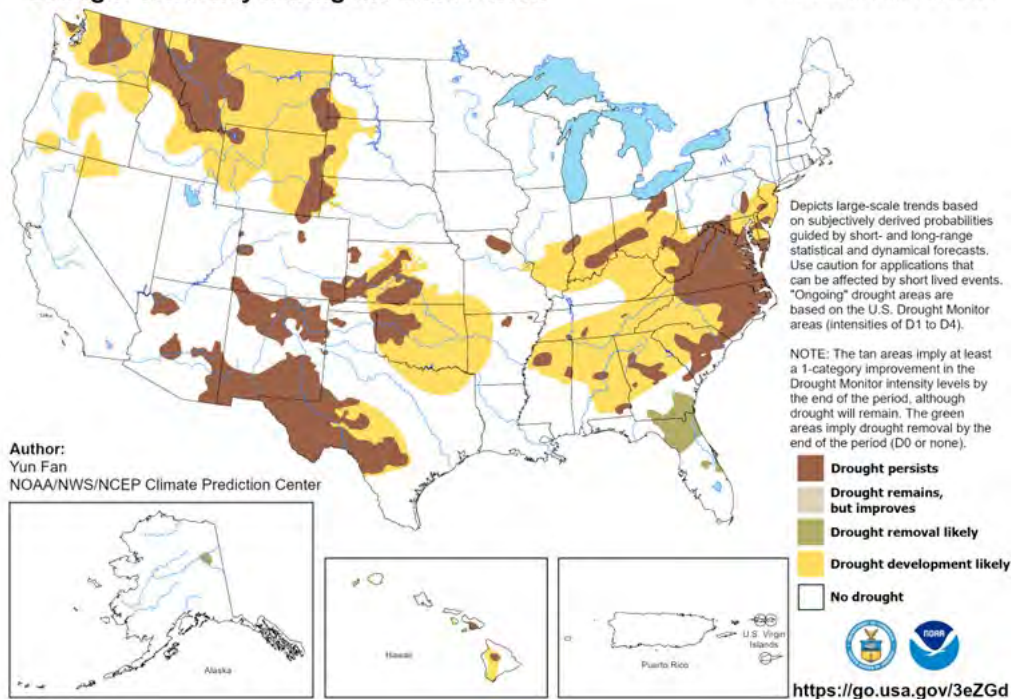 Depicts large-scale trends based
on subjectively derived probabilities
guided by short- and long-range
statistical and dynamical forecasts.
Use caution for applications that
can be affected by short lived events.
"Ongoing" drought areas are
based on the U.S. Drought Monitor
areas (intensities of D1 to D4).
NOTE: The tan areas imply at least
a 1-category improvement in the
Drought Monitor intensity levels by
the end of the period, although
drought will remain. The green
areas imply drought removal by the
end of the period (D0 or none).
Author:
Yun Fan
NOAA/NWS/NCEP Climate Prediction Center
Drought persists
Drought remains,
but improves
Drought removal likely
Drought development likely
No drought
Alaska
Hawaii
Puerto Rico
U.S. Virgin
Islands
NOAA
https://go.usa.gov/3eZGd